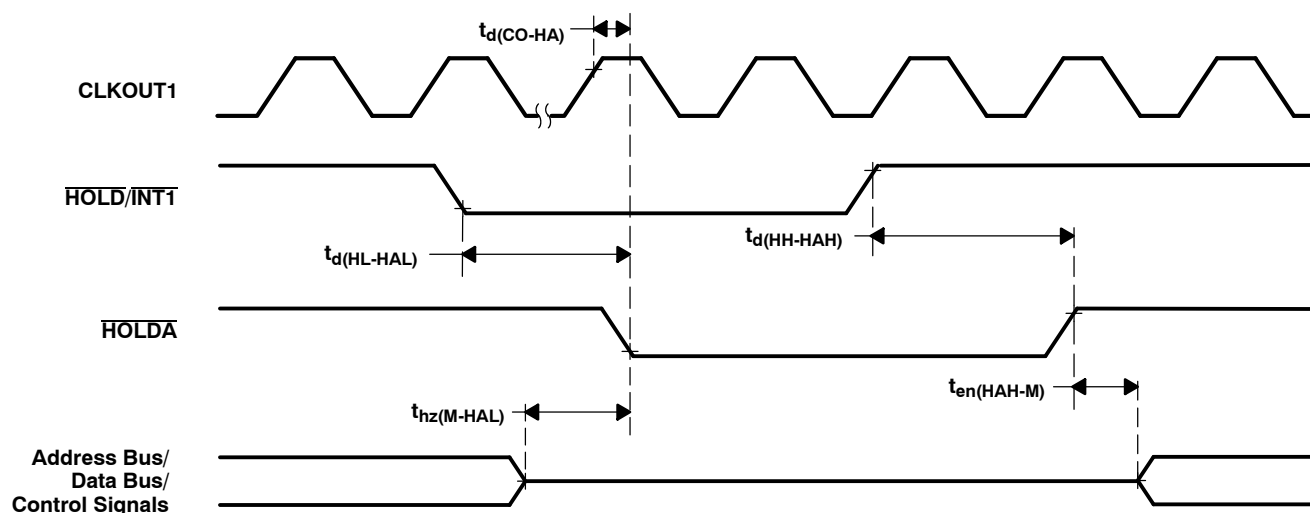 td(CO-HA)
CLKOUT1
HOLD/INT1
td(HH-HAH)
td(HL-HAL)
HOLDA
ten(HAH-M)
thz(M-HAL)
Address Bus/
Data Bus/
Control Signals